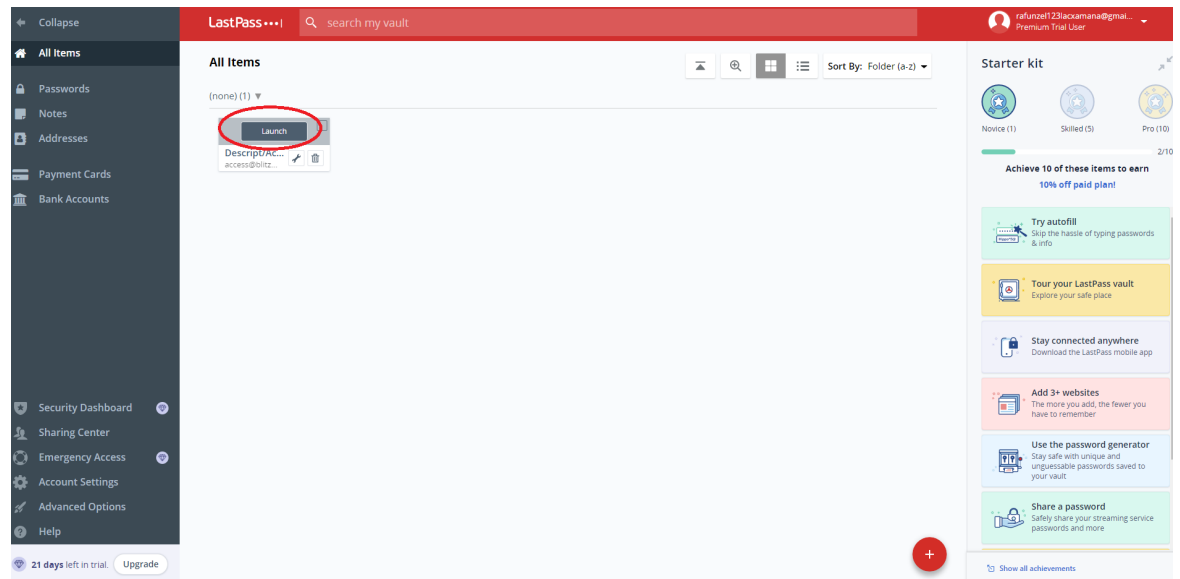 Collapse
All Items
Passwords
Notes
Addresses
Payment Cards
Bank Accounts
Security Dashboard
Sharing Center
Emergency Access
Account Settings
Advanced Options
Help
21 days left in trial. Upgrade
LastPass
search my vault
rafunzel123lacxamana@gmai...
Premium Trial User
All Items
Sort By: Folder (a-z)
(none) (1)
Launch
Descript/Ac...
access@blitz...
+
Starter kit
Novice (1) Skilled (5) Pro (10)
2/10
Achieve 10 of these items to earn
10% off paid plan!
Try autofill
Skip the hassle of typing passwords
& info
Tour your LastPass vault
Explore your safe place
Stay connected anywhere
Download the LastPass mobile app
Add 3+ websites
The more you add, the fewer you
have to remember
Use the password generator
Stay safe with unique and
unguessable passwords saved to
your vault
Share a password
Safely share your streaming service
passwords and more
Show all achievements